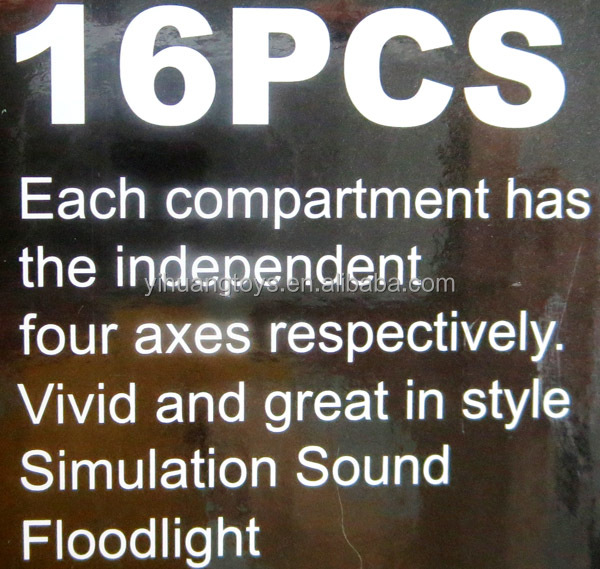 16PCS
Each compartment has
the independent
yihuangtoys.en.alibaba.com
four axes respectively.
Vivid and great in style
Simulation Sound
Floodlight